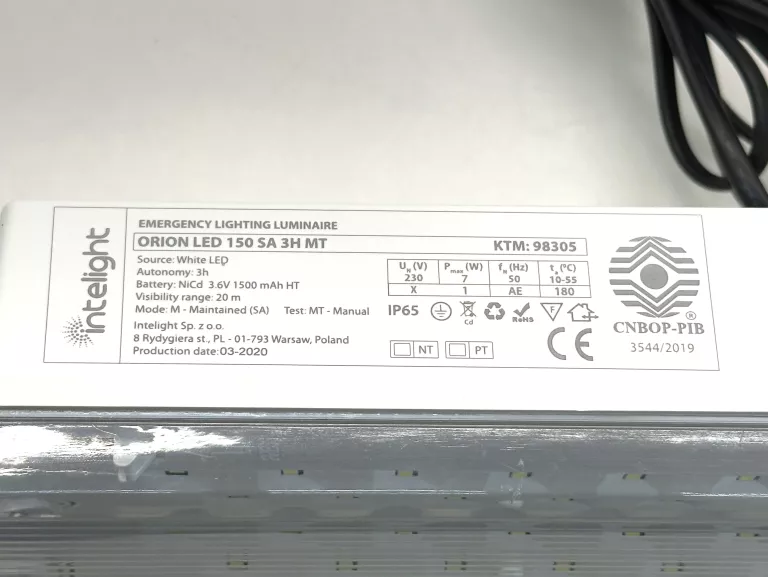 intelight
EMERGENCY LIGHTING LUMINAIRE
ORION LED 150 SA 3H MT KTM: 98305
Source: White LED
Autonomy: 3h
Battery: NiCd 3.6V 1500 mAh HT
Visibility range: 20 m
Mode: M - Maintained (SA) Test: MT - Manual
Intelight Sp. z o.o.
8 Rydygiera st., PL - 01-793 Warsaw, Poland
Production date: 03-2020
UN (V) Pmax (W) fN (Hz) ta (°C)
230 7 50 10-55
X 1 AE 180
IP65
Cd
RoHS
F
NT PT
CE
®
CNBOP-PIB
3544/2019